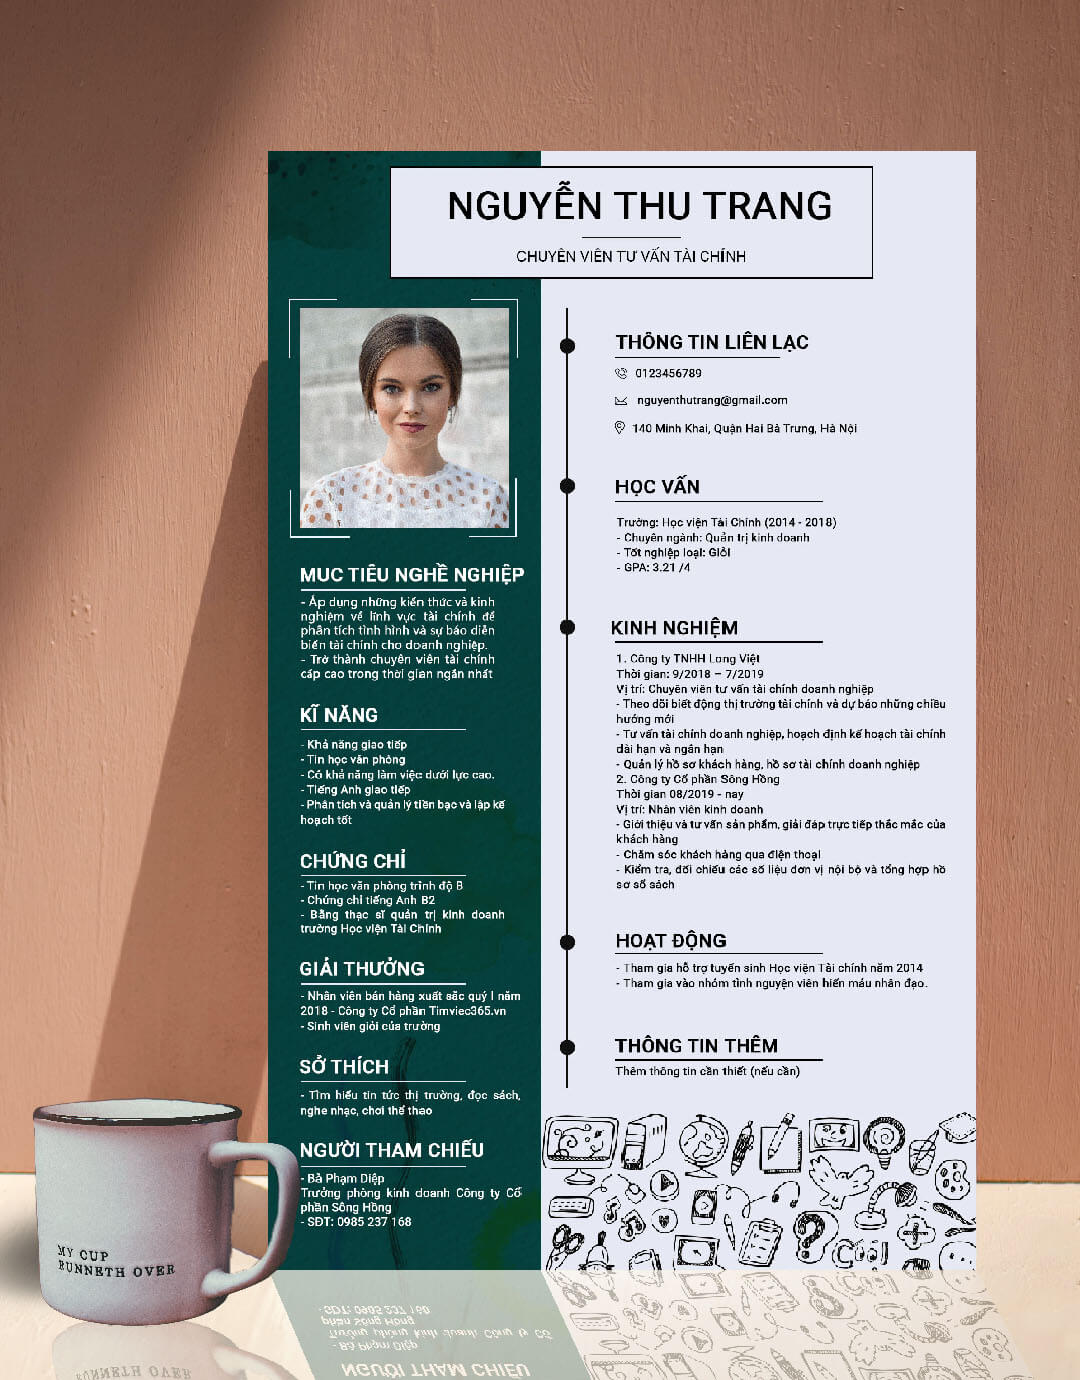 NGUYỄN THU TRANG
CHUYÊN VIÊN TƯ VẤN TÀI CHÍNH
MUC TIÊU NGHỀ NGHIỆP
- Áp dụng những kiến thức và kinh
nghiệm về lĩnh vực tài chính để
phân tích tình hình và sự báo diễn
biến tài chính cho doanh nghiệp.
- Trở thành chuyên viên tài chính
cấp cao trong thời gian ngắn nhất
KĨ NĂNG
- Khả năng giao tiếp
- Tin học văn phòng
- Có khả năng làm việc dưới lực cao.
- Tiếng Anh giao tiếp
- Phân tích và quản lý tiền bạc và lập kế
hoạch tốt
CHỨNG CHỈ
- Tin học văn phòng trình độ B
- Chứng chỉ tiếng Anh B2
- Bằng thạc sĩ quản trị kinh doanh
trường Học viện Tài Chính
GIẢI THƯỞNG
- Nhân viên bán hàng xuất sắc quý I năm
2018 - Công ty Cổ phần Timviec365.vn
- Sinh viên giỏi của trường
SỞ THÍCH
- Tìm hiểu tin tức thị trường, đọc sách,
nghe nhạc, chơi thể thao
NGƯỜI THAM CHIẾU
- Bà Phạm Diệp
Trưởng phòng kinh doanh Công ty Cổ
phần Sông Hồng
- SĐT: 0985 237 168
THÔNG TIN LIÊN LẠC
0123456789
nguyenthutrang@gmail.com
140 Minh Khai, Quận Hai Bà Trưng, Hà Nội
HỌC VẤN
Trường: Học viện Tài Chính (2014 - 2018)
- Chuyên ngành: Quản trị kinh doanh
- Tốt nghiệp loại: Giỏi
- GPA: 3.21 /4
KINH NGHIỆM
1. Công ty TNHH Long Việt
Thời gian: 9/2018 – 7/2019
Vị trí: Chuyên viên tư vấn tài chính doanh nghiệp
- Theo dõi biết động thị trường tài chính và dự báo những chiều
hướng mới
- Tư vấn tài chính doanh nghiệp, hoạch định kế hoạch tài chính
dài hạn và ngắn hạn
- Quản lý hồ sơ khách hàng, hồ sơ tài chính doanh nghiệp
2. Công ty Cổ phần Sông Hồng
Thời gian 08/2019 - nay
Vị trí: Nhân viên kinh doanh
- Giới thiệu và tư vấn sản phẩm, giải đáp trực tiếp thắc mắc của
khách hàng
- Chăm sóc khách hàng qua điện thoại
- Kiểm tra, đối chiếu các số liệu đơn vị nội bộ và tổng hợp hồ
sơ sổ sách
HOẠT ĐỘNG
- Tham gia hỗ trợ tuyển sinh Học viện Tài chính năm 2014
- Tham gia vào nhóm tình nguyện viên hiến máu nhân đạo.
THÔNG TIN THÊM
Thêm thông tin cần thiết (nếu cần)
Cool
MY CUP
RUNNETH OVER